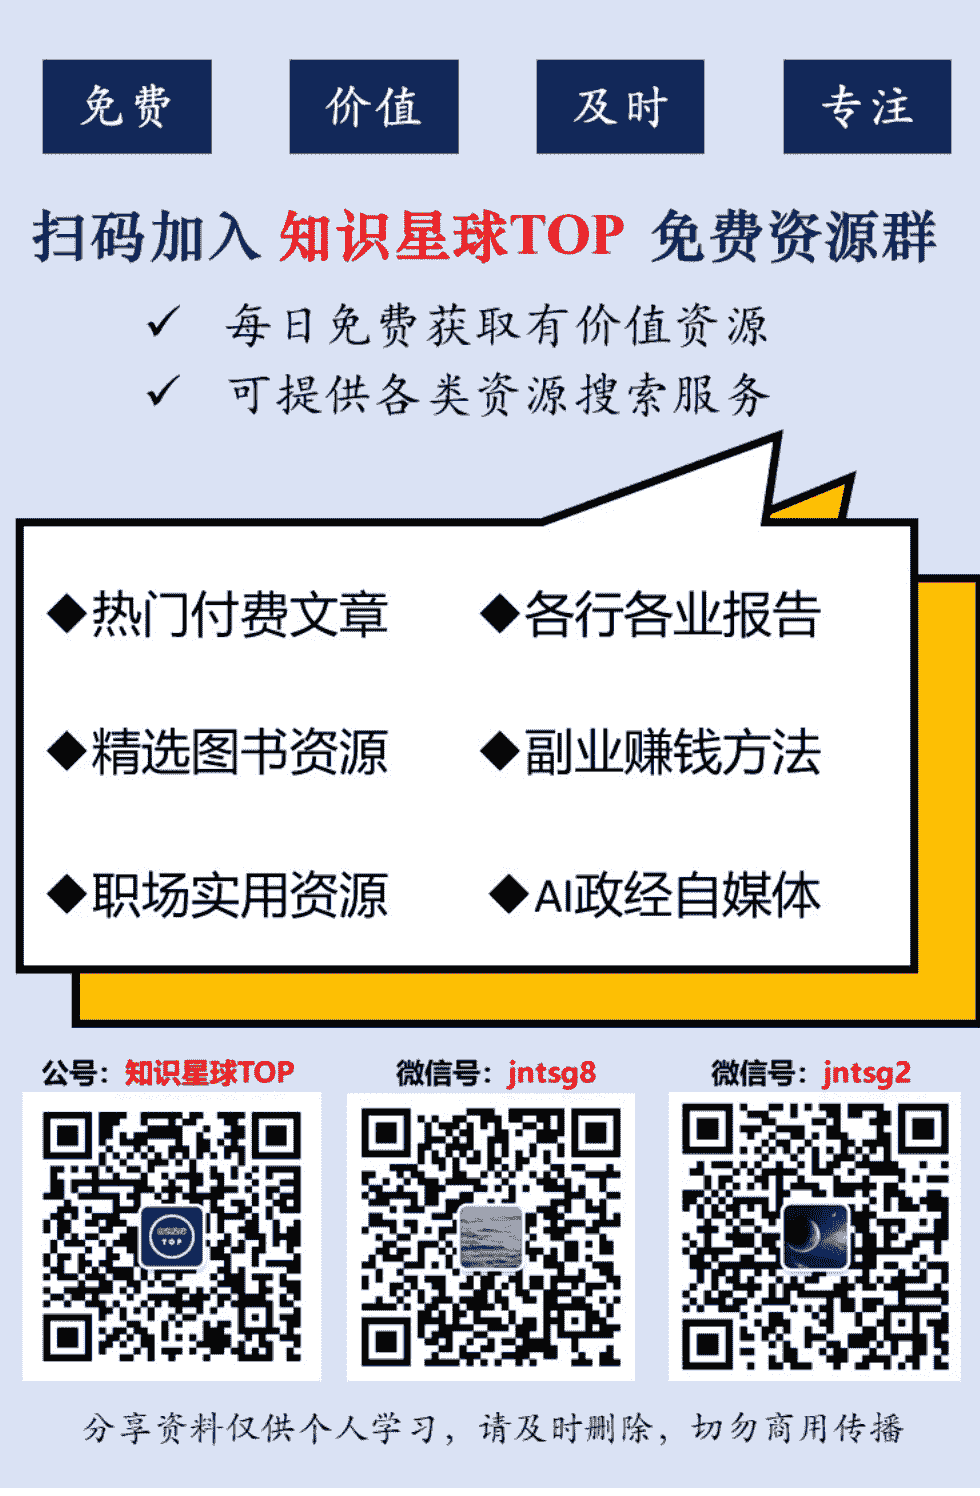 免费 价值 及时 专注
扫码加入 知识星球TOP 免费资源群
✓ 每日免费获取有价值资源
✓ 可提供各类资源搜索服务
◆热门付费文章 ◆各行各业报告
◆精选图书资源 ◆副业赚钱方法
◆职场实用资源 ◆AI政经自媒体
公号：知识星球TOP 微信号：jntsg8 微信号：jntsg2
知识星球
TOP
分享资料仅供个人学习，请及时删除，切勿商用传播